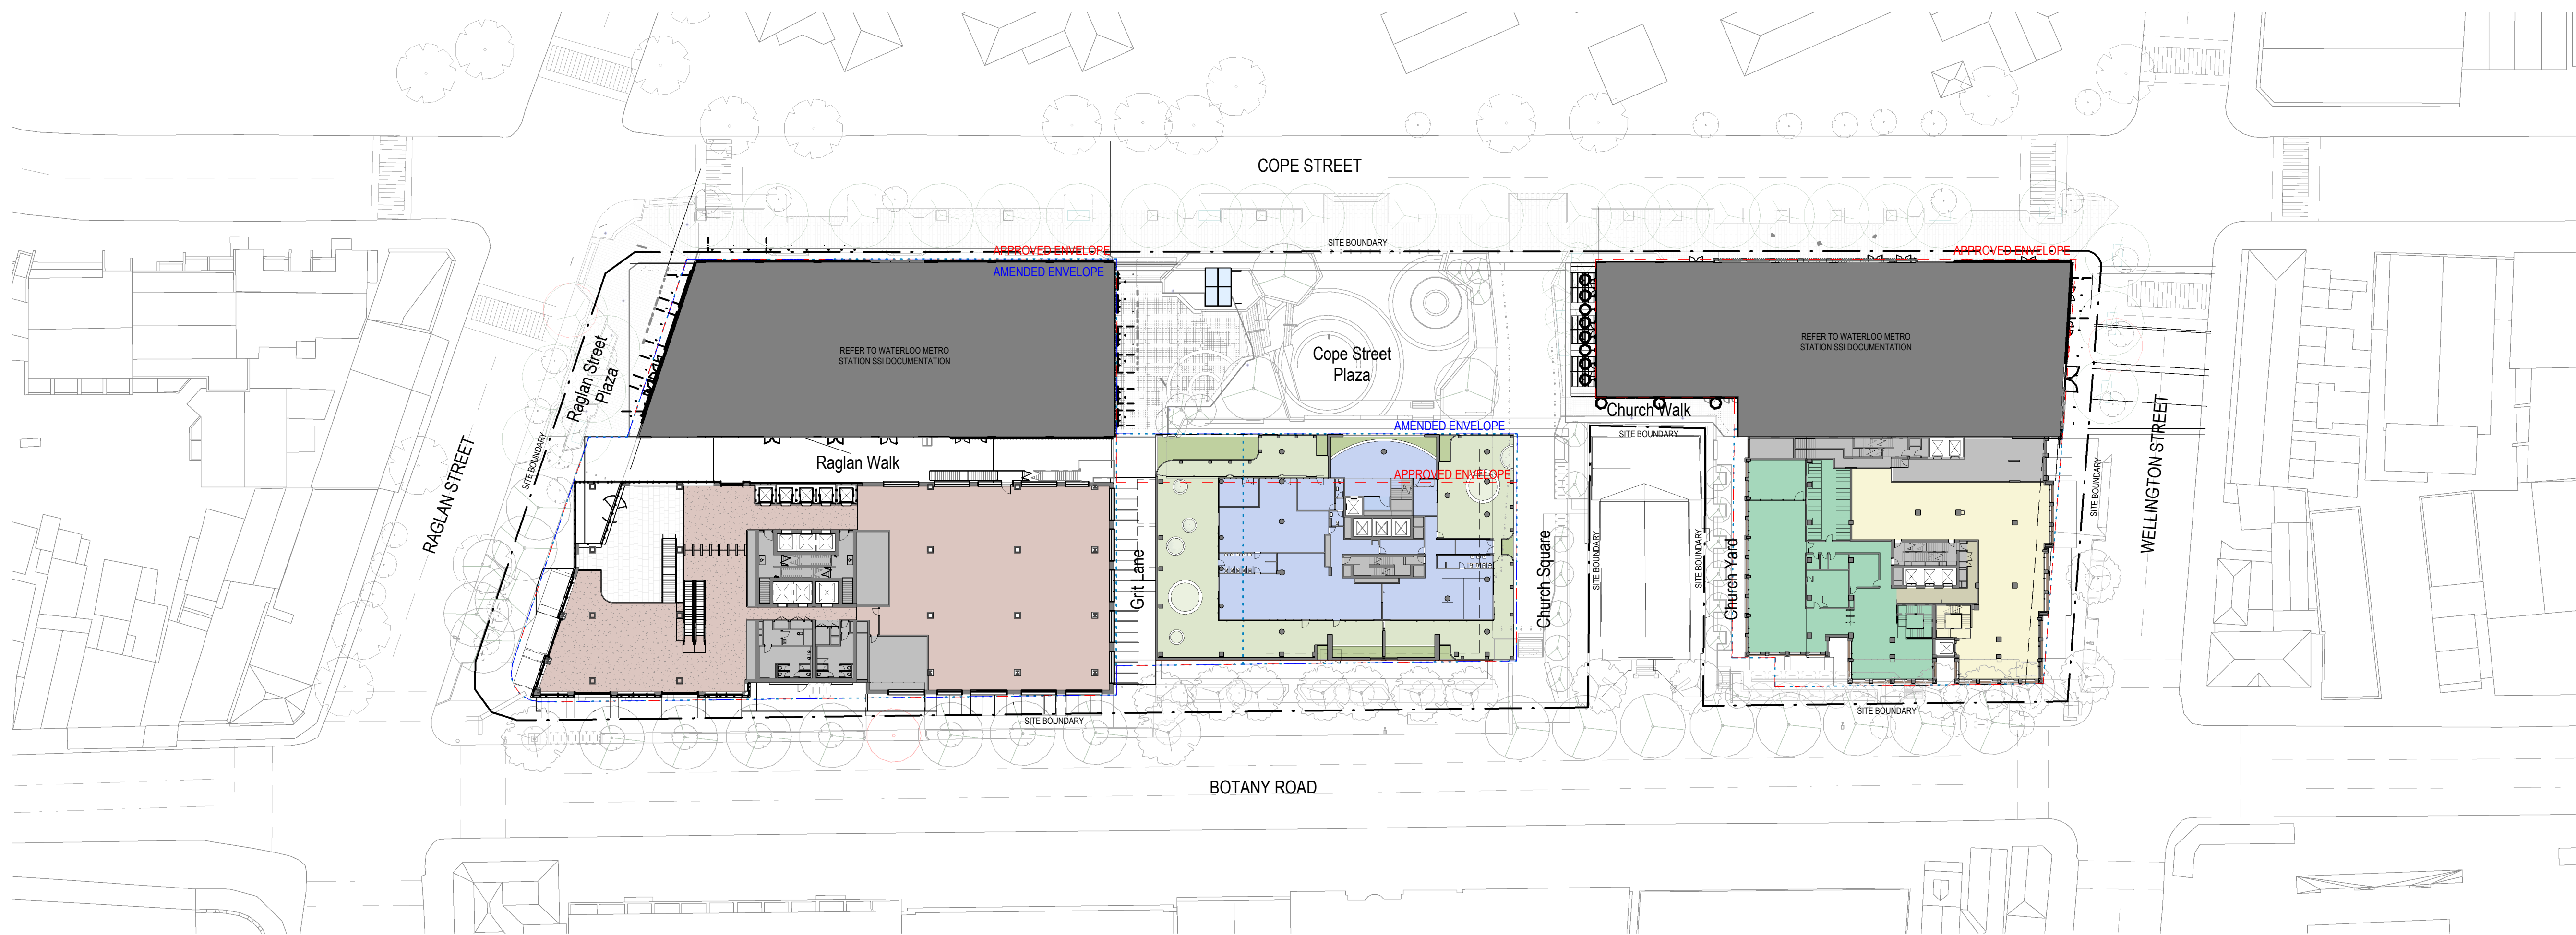 COPE STREET
SITE BOUNDARY
APPROVED ENVELOPE
AMENDED ENVELOPE
APPROVED ENVELOPE
REFER TO WATERLOO METRO
STATION SSI DOCUMENTATION
REFER TO WATERLOO METRO
STATION SSI DOCUMENTATION
Raglan Street
Plaza
Cope Street
Plaza
Church Walk
AMENDED ENVELOPE
SITE BOUNDARY
RAGLAN STREET
SITE BOUNDARY
Raglan Walk
APPROVED ENVELOPE
WELLINGTON STREET
SITE BOUNDARY
Grit Lane
Church Square
SITE BOUNDARY
SITE BOUNDARY
Church Yard
SITE BOUNDARY
SITE BOUNDARY
BOTANY ROAD